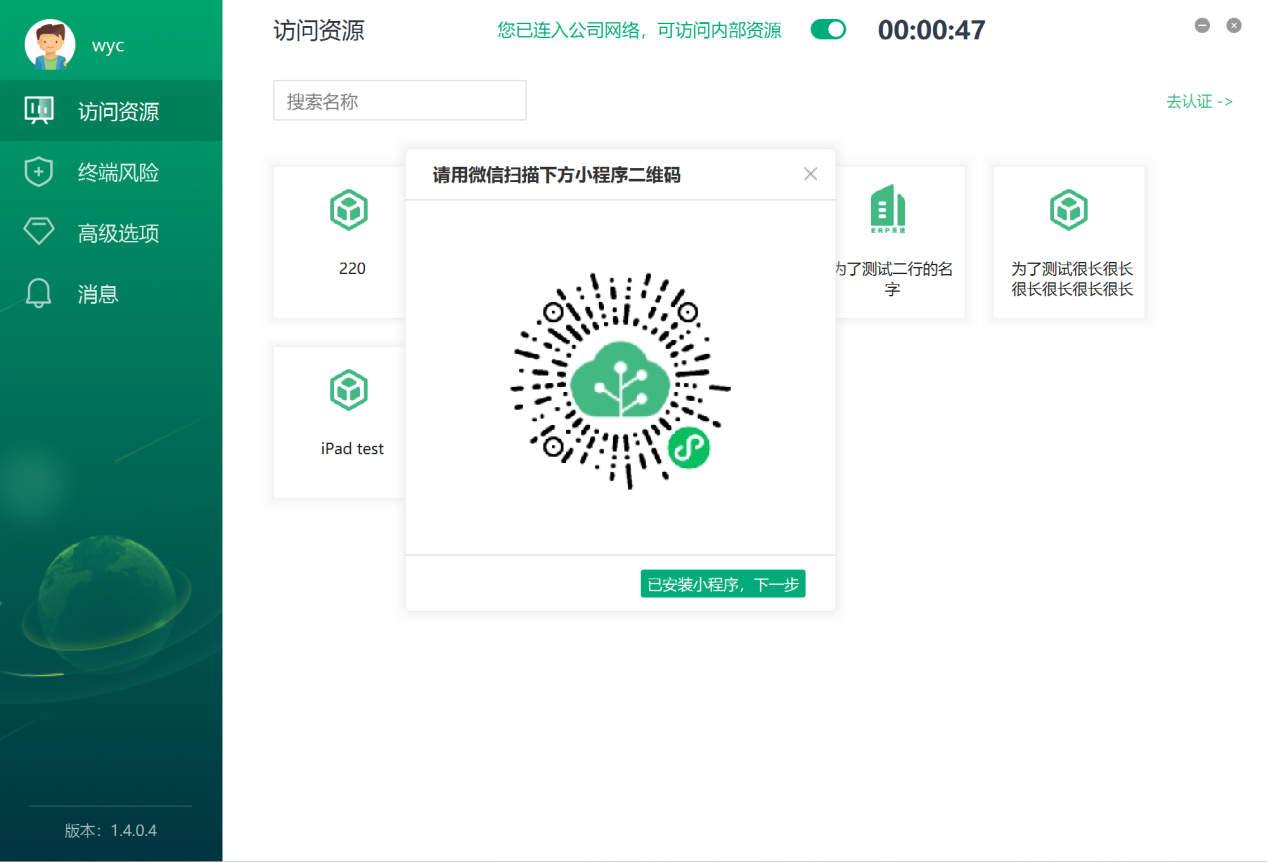 wyc
访问资源
终端风险
高级选项
消息
版本：1.4.0.4
访问资源
您已连入公司网络，可访问内部资源
00:00:47
搜索名称
去认证 ->
220
请用微信扫描下方小程序二维码
已安装小程序，下一步
ERP系统
为了测试二行的名
字
为了测试很长很长
很长很长很长很长
iPad test